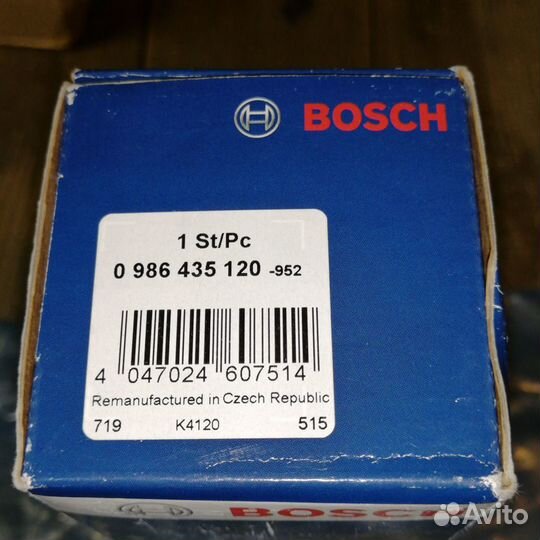 BOSCH
1 St/Pc
0 986 435 120 -952
4 047024 607514
Remanufactured in Czech Republic
719 K4120 515
BOSCH
Avito